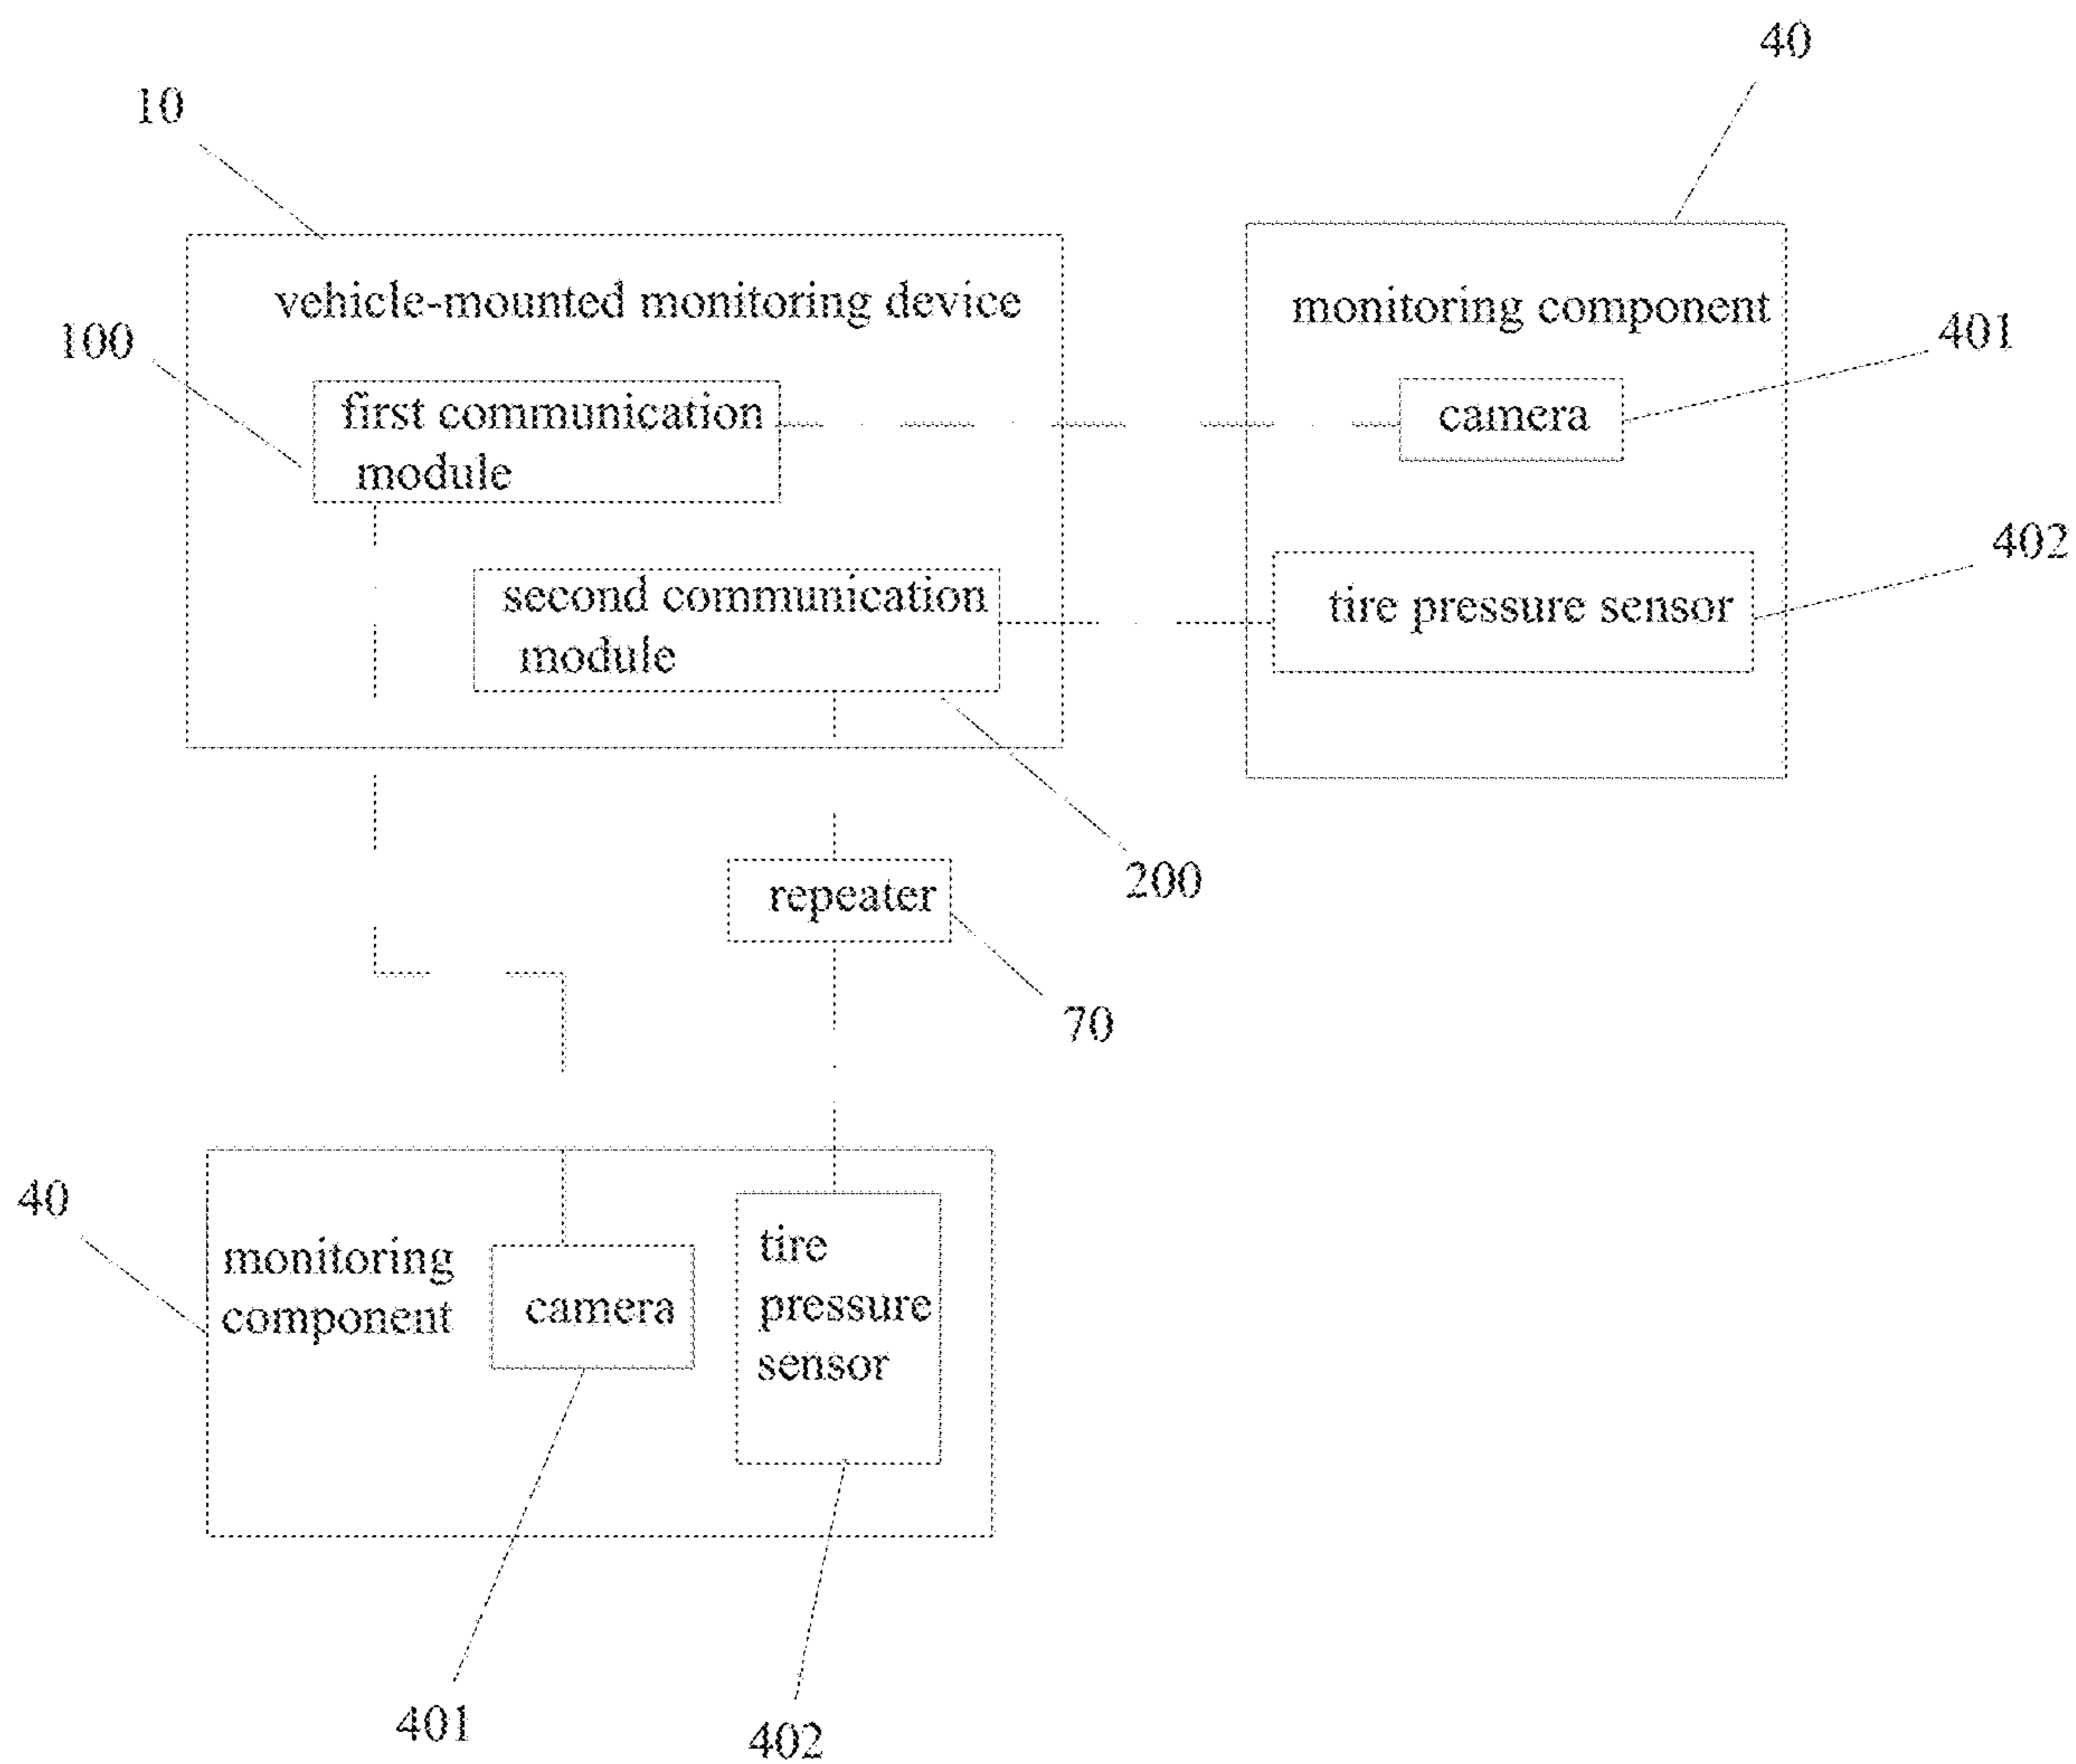 40
10
vehicle-mounted monitoring device
monitoring component
100
401
first communication
module
camera
402
second communication
module
tire pressure sensor
200
repeater
70
40
monitoring
component
camera
tire
pressure
sensor
401
402